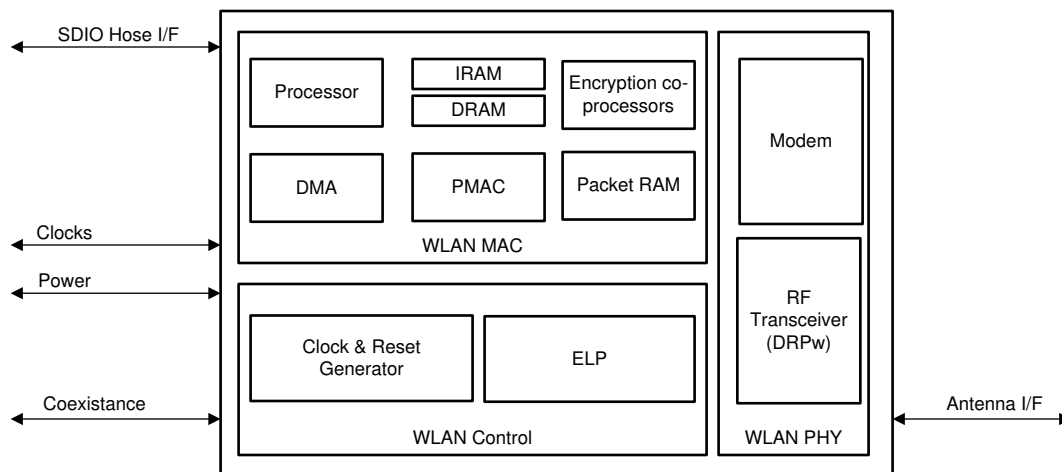 SDIO Hose I/F
Clocks
Power
Coexistance
Processor
IRAM
DRAM
Encryption co-
processors
DMA
PMAC
Packet RAM
WLAN MAC
Clock & Reset
Generator
ELP
WLAN Control
Modem
RF
Transceiver
(DRPw)
WLAN PHY
Antenna I/F